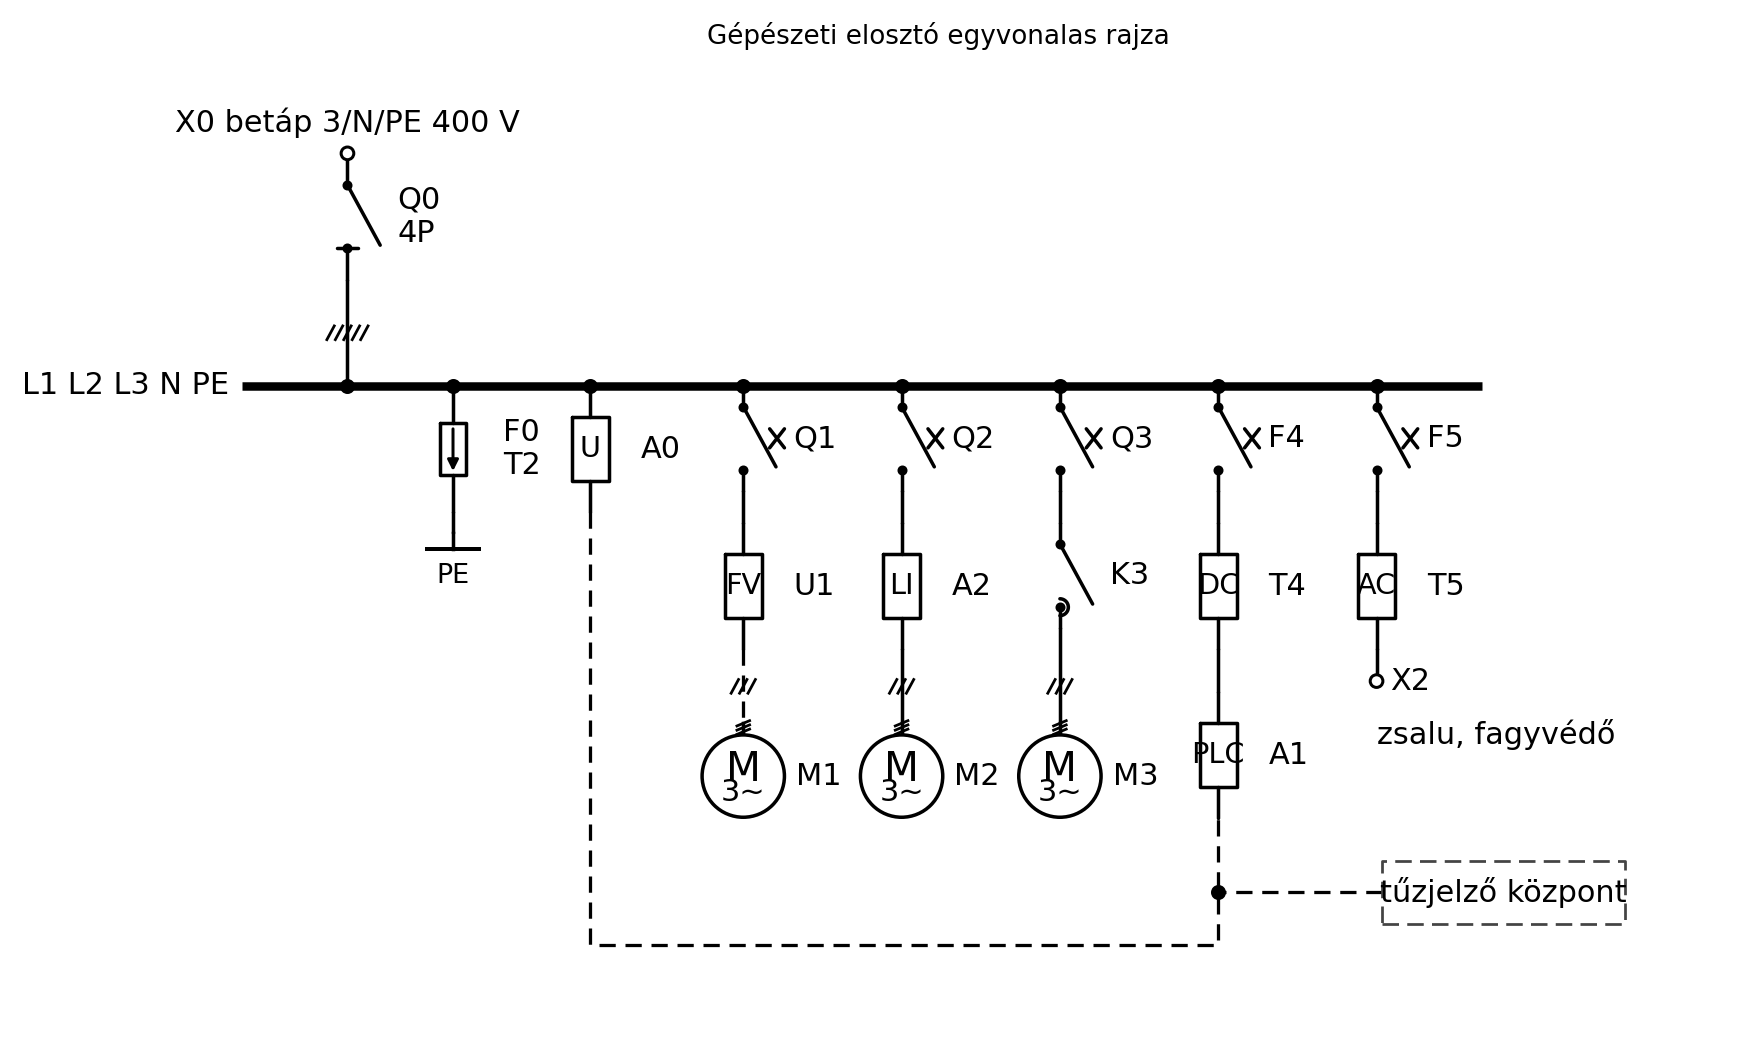 Gépészeti elosztó egyvonalas rajza
X0 betáp 3/N/PE 400 V
Q0
4P
L1 L2 L3 N PE
F0
T2
PE
U
A0
Q1
Q2
Q3
F4
F5
FV
U1
LI
A2
K3
DC
T4
AC
T5
X2
zsalu, fagyvédő
M
3~
M1
M
3~
M2
M
3~
M3
PLC
A1
tűzjelző központ